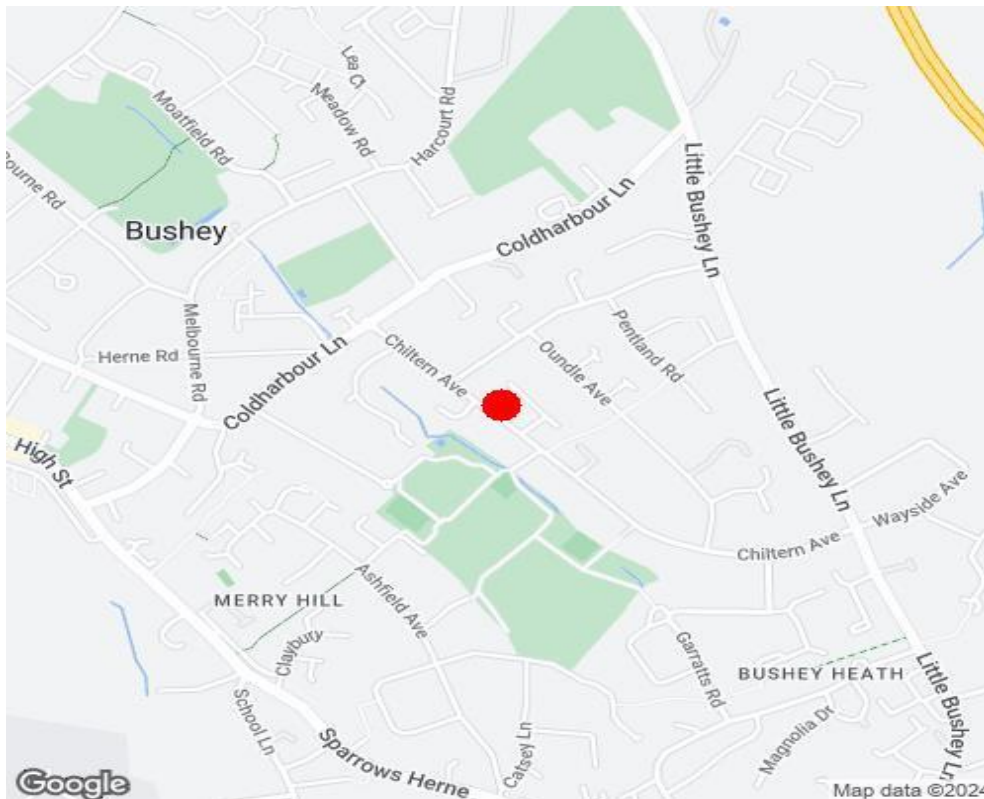 Lea Cl
Moatfield Rd
Meadow Rd
Harcourt Rd
Bourne Rd
Bushey
Coldharbour Ln
Little Bushey Ln
Melbourne Rd
Herne Rd
Coldharbour Ln
Chiltern Ave
Oundle Ave
Pentland Rd
High St
Little Bushey Ln
Wayside Ave
Chiltern Ave
MERRY HILL
Ashfield Ave
Claybury
Garratts Rd
BUSHEY HEATH
Little Bushey Ln
School Ln
Sparrows Herne
Catsey Ln
Magnolia Dr
Google
Map data ©2024